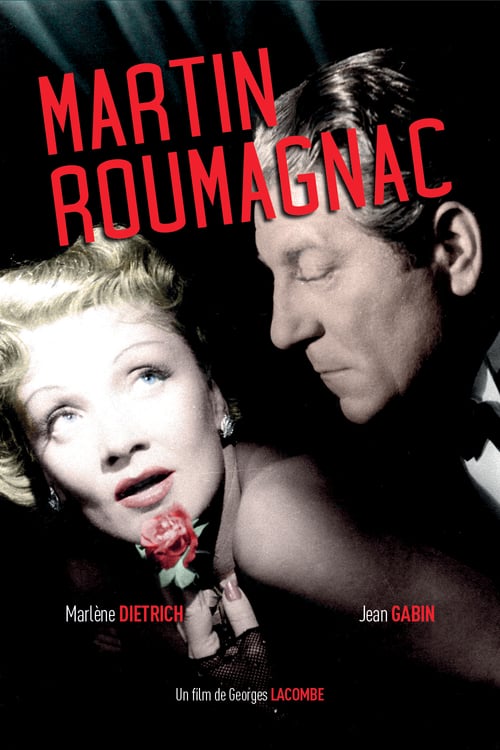 MARTIN
ROUMAGNAC
Marlène DIETRICH
Jean GABIN
Un film de Georges LACOMBE